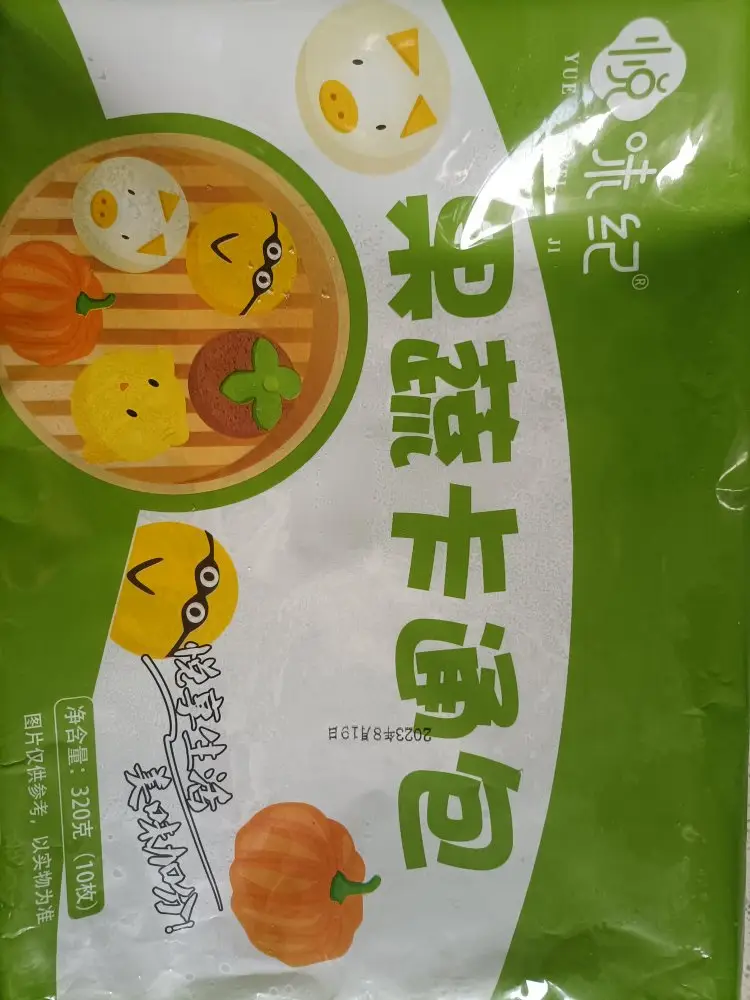 悦味纪®
YUE
JI
果蔬卡通包
2023年8月19日
悦享生活
美味加分!
净含量：320克（10枚）
图片仅供参考，以实物为准